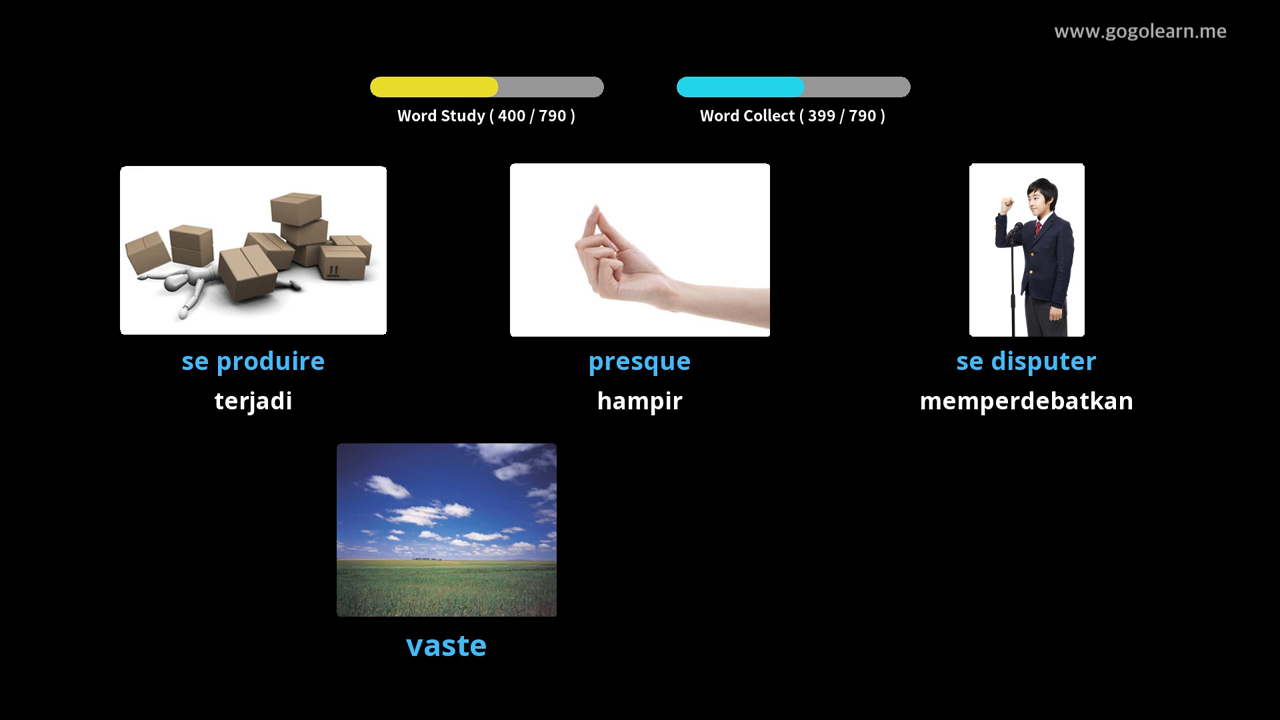 www.gogolearn.me
Word Study ( 400 / 790 )
Word Collect ( 399 / 790 )
se produire
terjadi
presque
hampir
se disputer
memperdebatkan
vaste